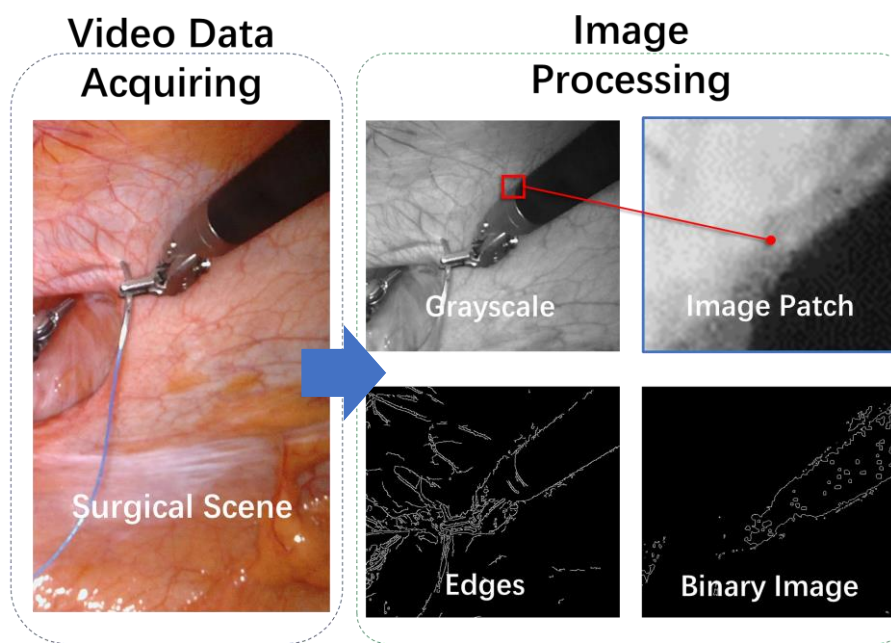 Video Data
Acquiring
Surgical Scene
Image
Processing
Grayscale
Image Patch
Edges
Binary Image